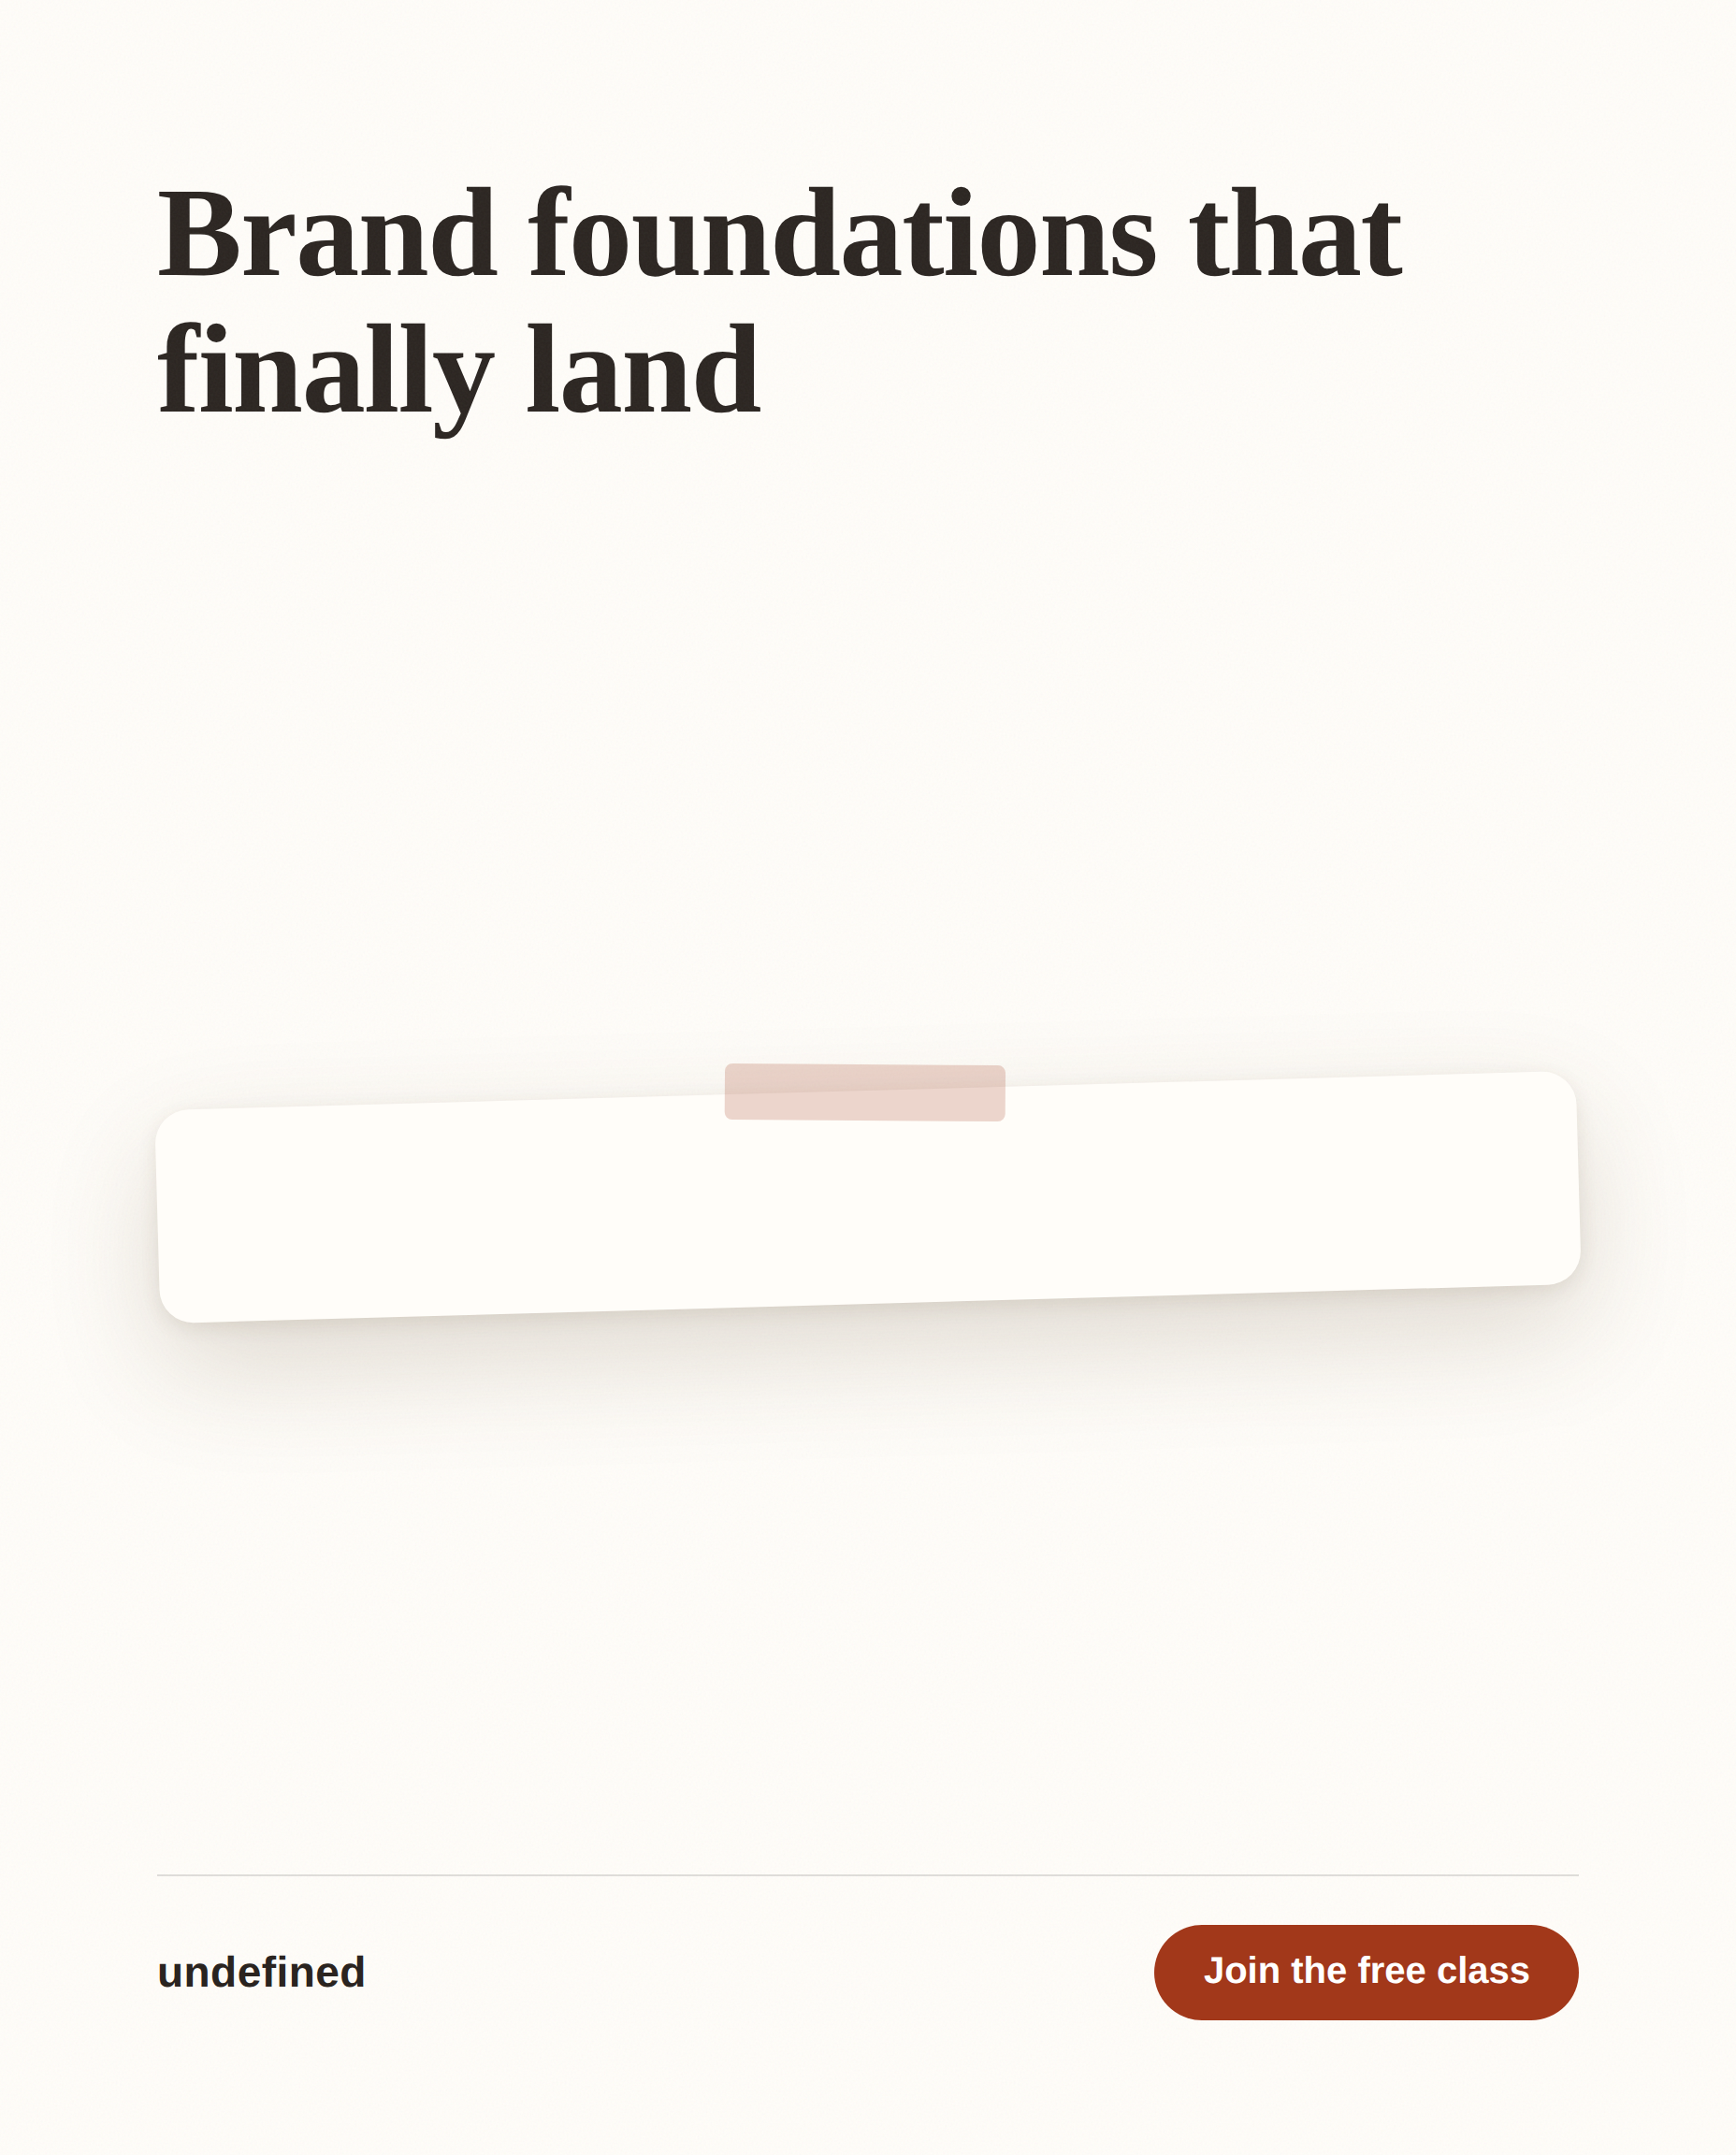 Brand foundations that
finally land
undefined
Join the free class